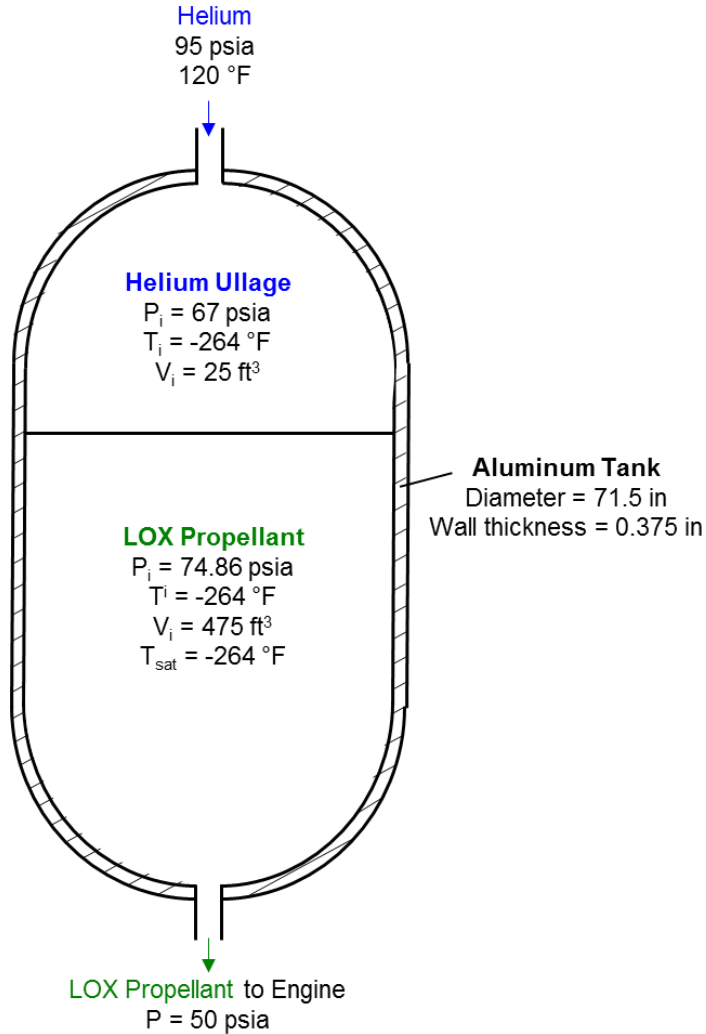 Helium
95 psia
120 °F
Helium Ullage
Pi = 67 psia
Ti = -264 °F
Vi = 25 ft³
Aluminum Tank
Diameter = 71.5 in
Wall thickness = 0.375 in
LOX Propellant
Pi = 74.86 psia
Tⁱ = -264 °F
Vi = 475 ft³
Tsat = -264 °F
LOX Propellant to Engine
P = 50 psia